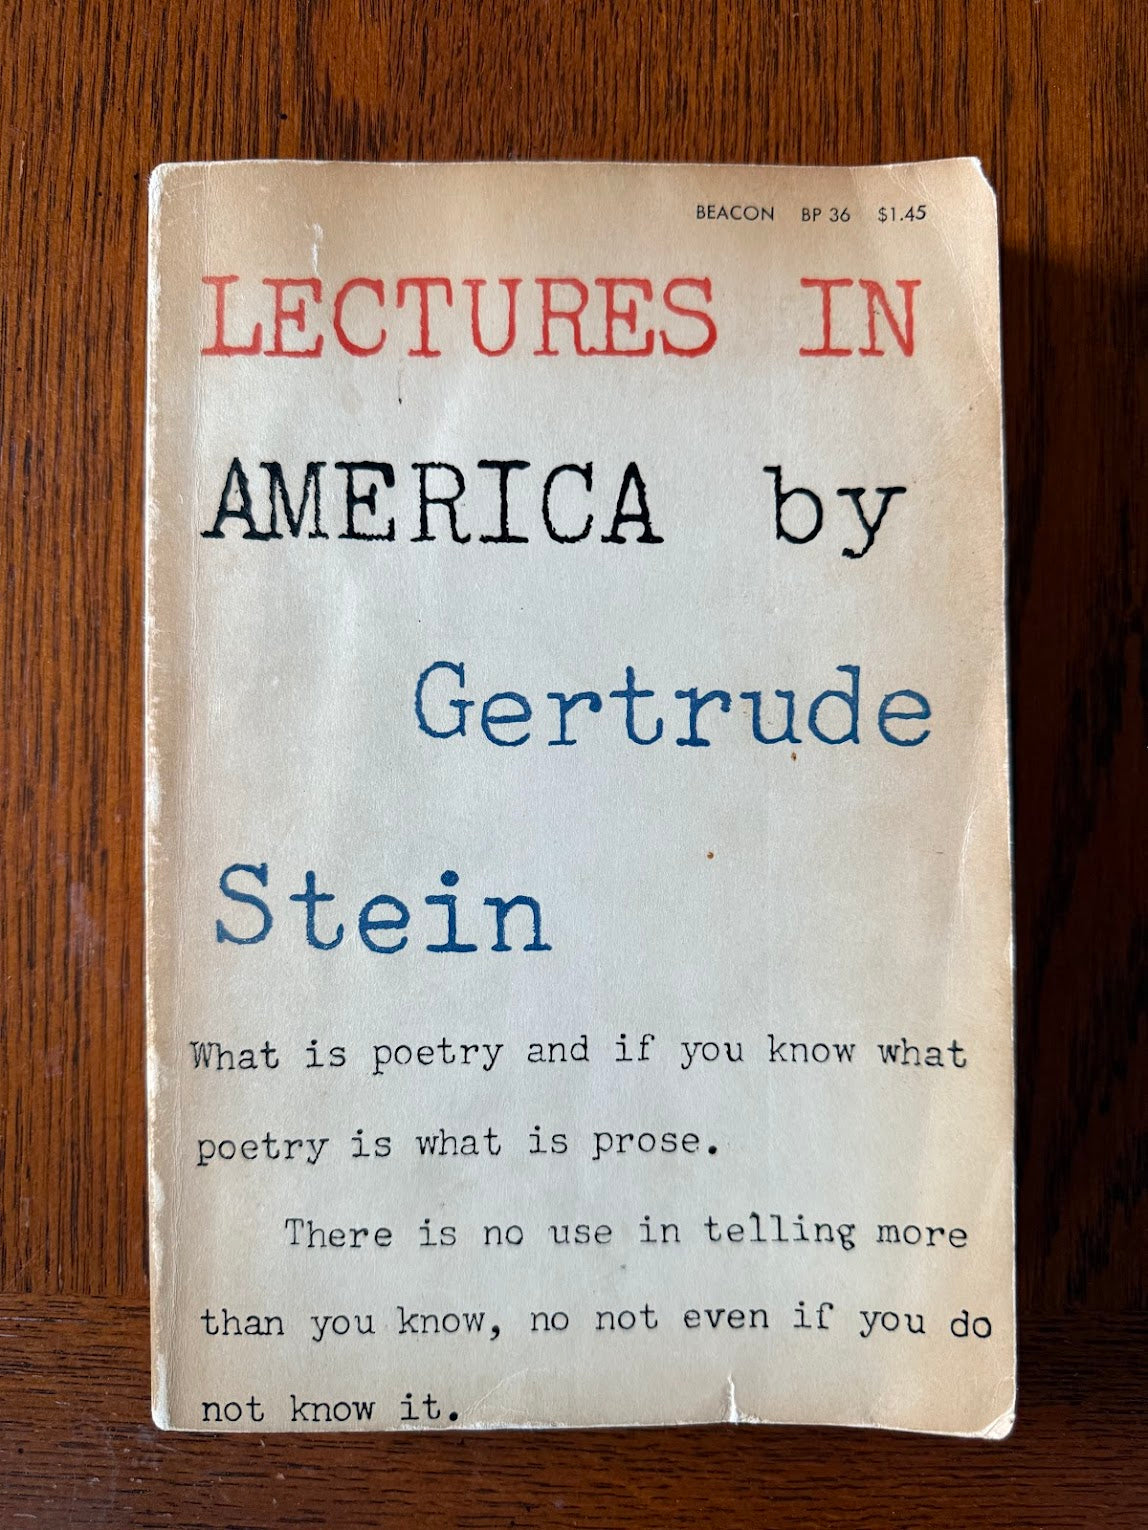 BEACON BP 36 $1.45
LECTURES IN
AMERICA by
Gertrude
Stein
What is poetry and if you know what
poetry is what is prose.
There is no use in telling more
than you know, no not even if you do
not know it.